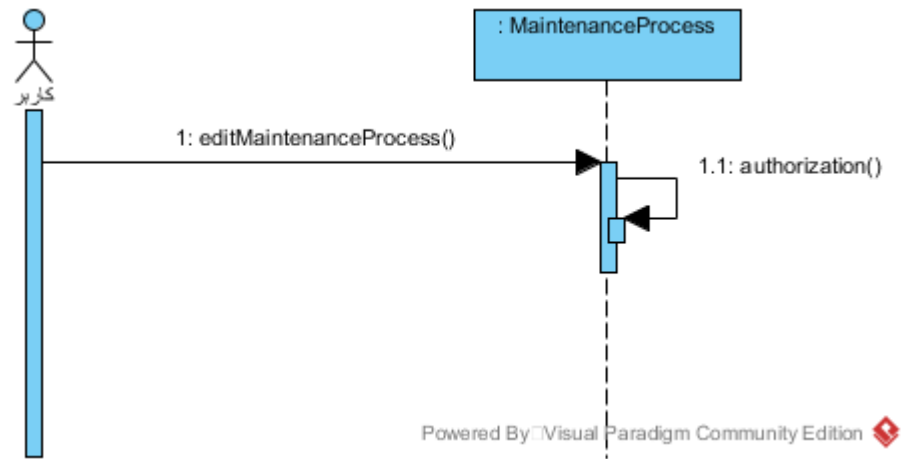 : MaintenanceProcess
کاربر
1: editMaintenanceProcess()
1.1: authorization()
Powered By Visual Paradigm Community Edition